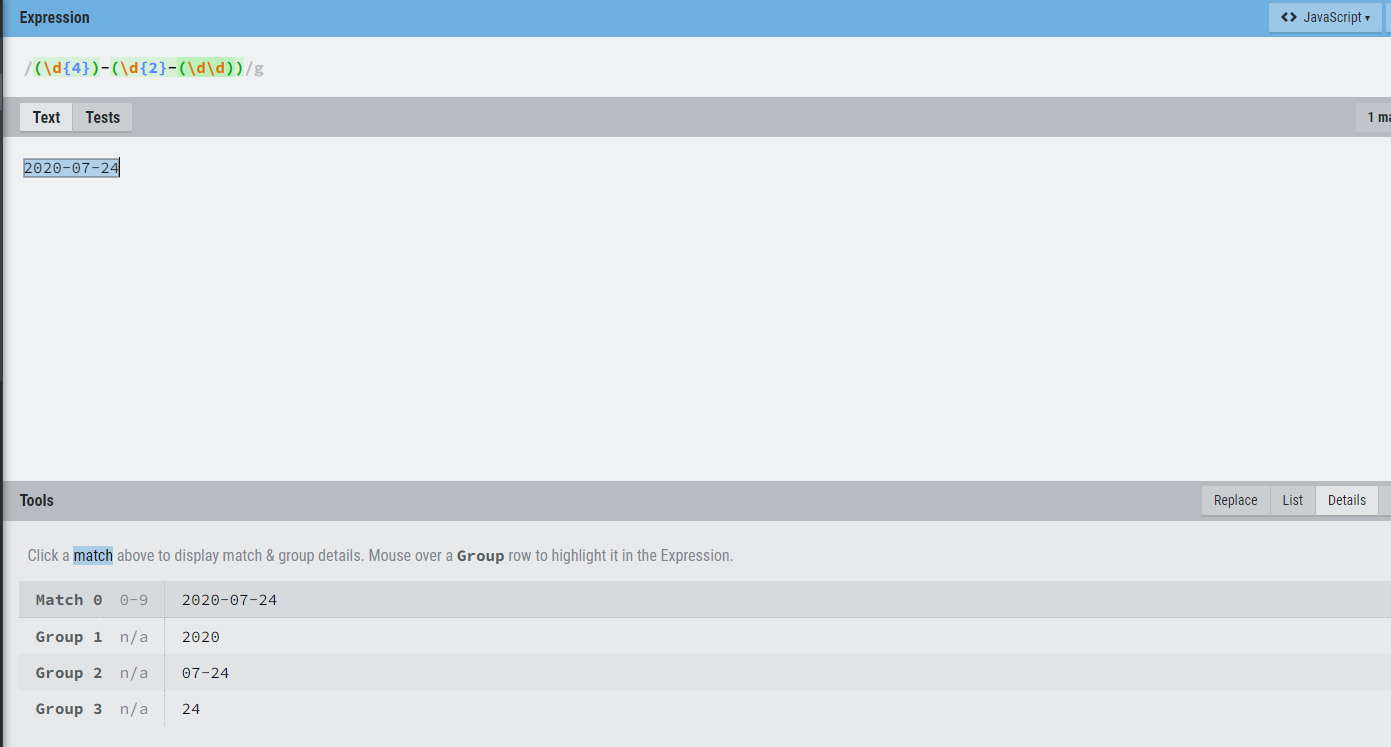 Expression
<> JavaScript ▾
/(\d{4})-(\d{2}-(\d\d))/g
Text Tests
1 ma
2020-07-24
Tools
Replace List Details
Click a match above to display match & group details. Mouse over a Group row to highlight it in the Expression.
Match 0 0-9 2020-07-24
Group 1 n/a 2020
Group 2 n/a 07-24
Group 3 n/a 24